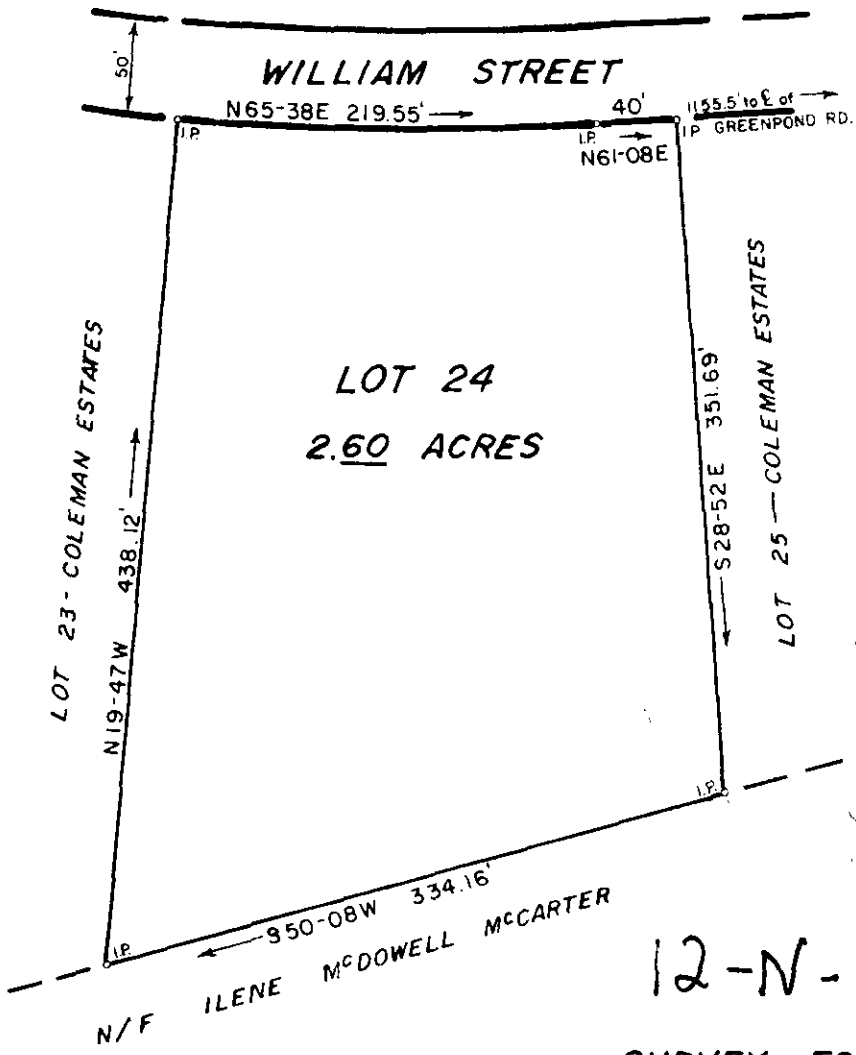 50'
WILLIAM STREET
N65-38E 219.55'
40'
1155.5' to ℄ of
GREENPOND RD.
I.P.
I.P.
I.P
N61-08E
LOT 23 - COLEMAN ESTATES
N19-47W 438.12'
LOT 24
2.60 ACRES
S28-52E 351.69'
LOT 25 — COLEMAN ESTATES
I.P.
S50-08W 334.16'
I.P.
N/F ILENE McDOWELL McCARTER
12-N-